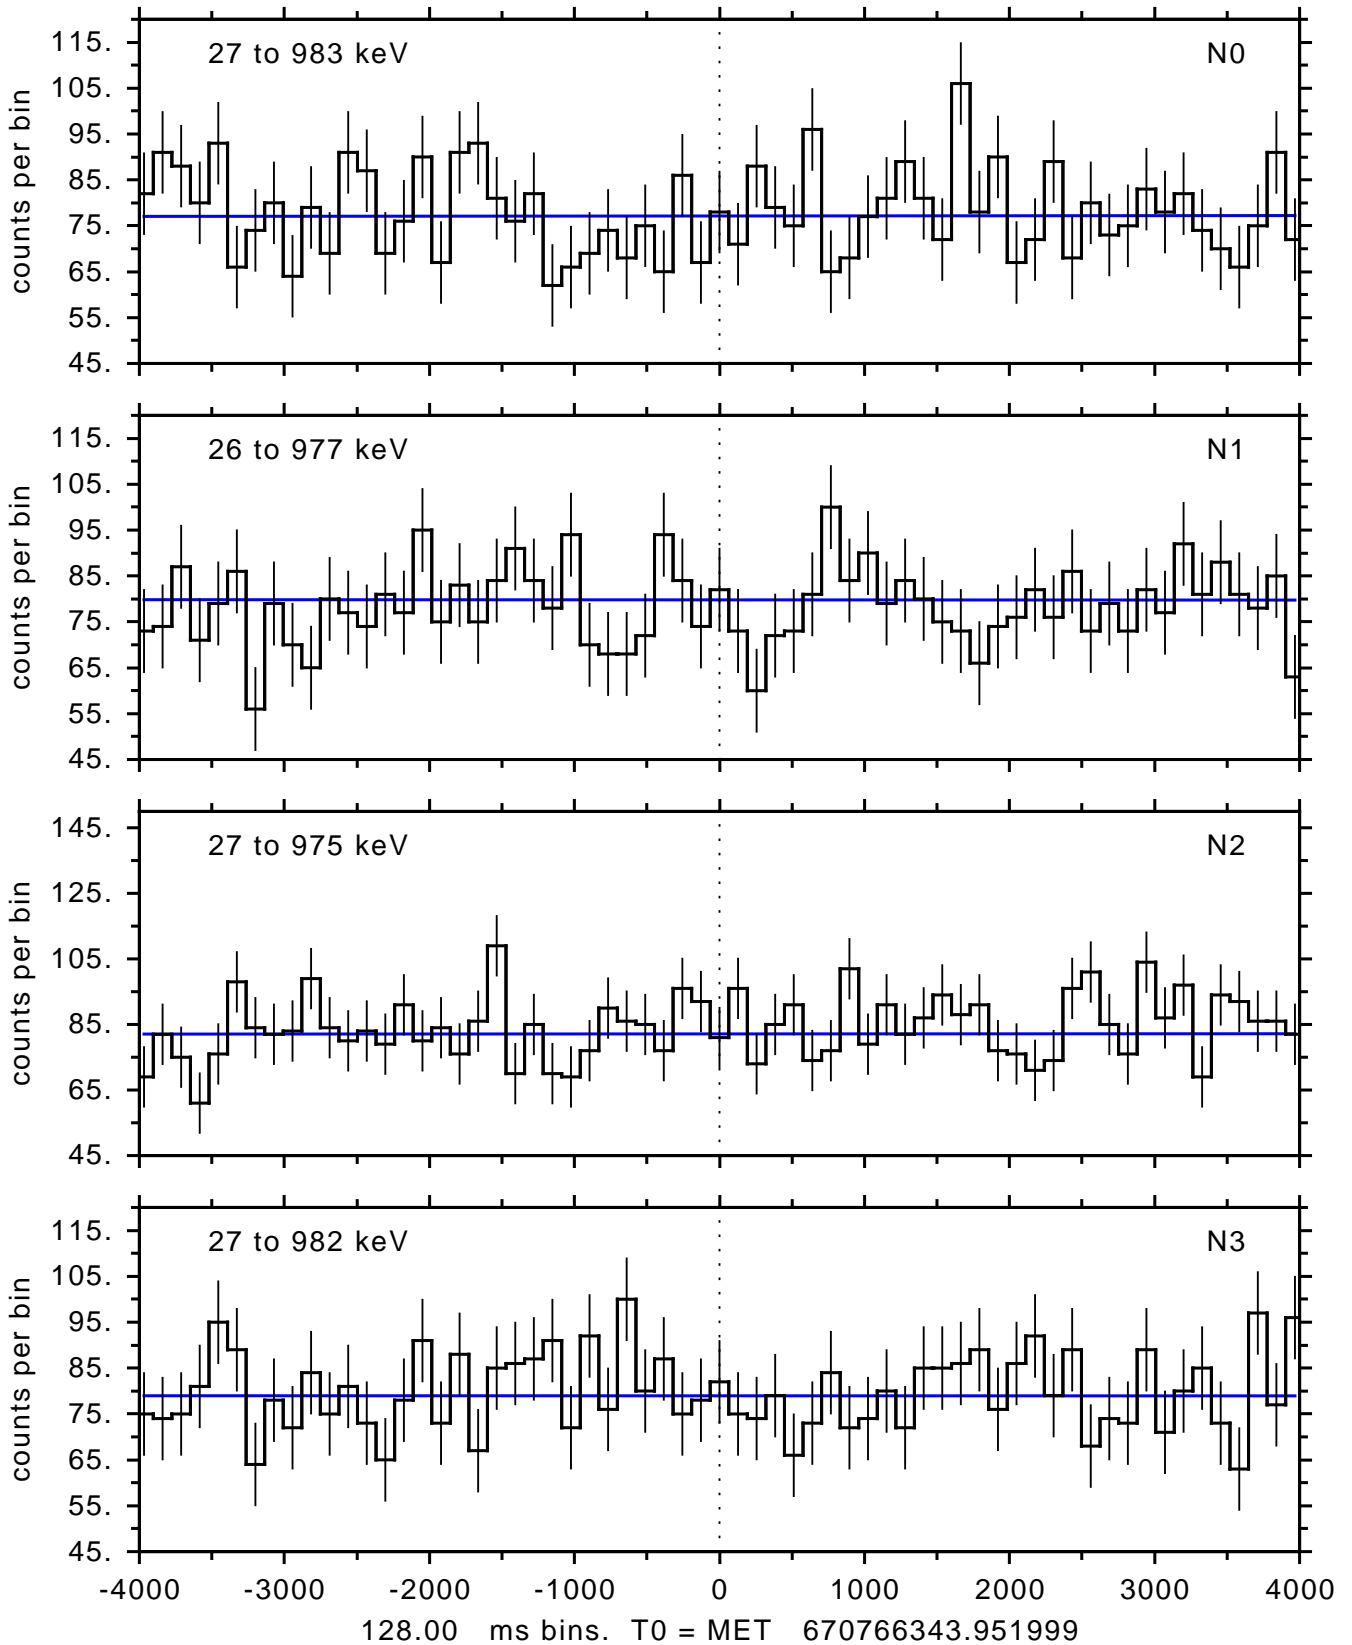 115.
105.
95.
85.
75.
65.
55.
45.
counts per bin
27 to 983 keV
N0
115.
105.
95.
85.
75.
65.
55.
45.
counts per bin
26 to 977 keV
N1
145.
125.
105.
85.
65.
45.
counts per bin
27 to 975 keV
N2
115.
105.
95.
85.
75.
65.
55.
45.
counts per bin
27 to 982 keV
N3
-4000 -3000 -2000 -1000 0 1000 2000 3000 4000
128.00 ms bins. T0 = MET 670766343.951999